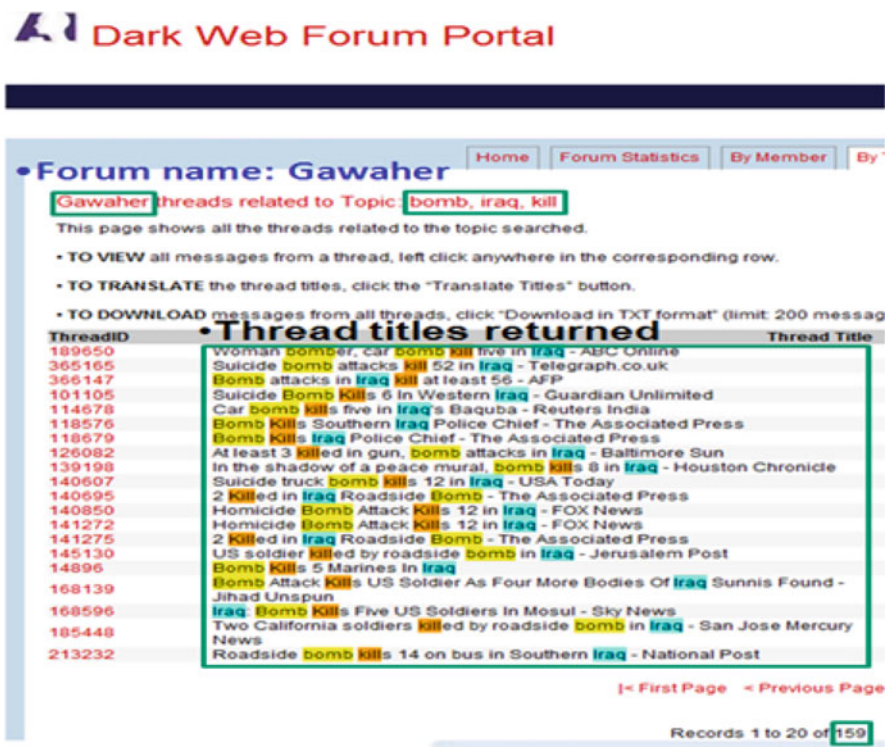 Dark Web Forum Portal
Home Forum Statistics By Member By
•Forum name: Gawaher
Gawaher threads related to Topic: bomb, iraq, kill
This page shows all the threads related to the topic searched.
• TO VIEW all messages from a thread, left click anywhere in the corresponding row.
• TO TRANSLATE the thread titles, click the "Translate Titles" button.
• TO DOWNLOAD messages from all threads, click "Download in TXT format" (limit: 200 messag
•Thread titles returned
ThreadID Thread Title
189650 Woman bomber, car bomb kill five in Iraq - ABC Online
365165 Suicide bomb attacks kill 52 in Iraq - Telegraph.co.uk
366147 Bomb attacks in Iraq kill at least 56 - AFP
101105 Suicide Bomb Kills 6 In Western Iraq - Guardian Unlimited
114678 Car bomb kills five in Iraq's Baquba - Reuters India
118576 Bomb Kills Southern Iraq Police Chief - The Associated Press
118679 Bomb Kills Iraq Police Chief - The Associated Press
126082 At least 3 killed in gun, bomb attacks in Iraq - Baltimore Sun
139198 In the shadow of a peace mural, bomb kills 8 in Iraq - Houston Chronicle
140607 Suicide truck bomb kills 12 in Iraq - USA Today
140695 2 Killed in Iraq Roadside Bomb - The Associated Press
140850 Homicide Bomb Attack Kills 12 in Iraq - FOX News
141272 Homicide Bomb Attack Kills 12 in Iraq - FOX News
141275 2 Killed in Iraq Roadside Bomb - The Associated Press
145130 US soldier killed by roadside bomb in Iraq - Jerusalem Post
14896 Bomb Kills 5 Marines In Iraq
168139 Bomb Attack Kills US Soldier As Four More Bodies Of Iraq Sunnis Found -
Jihad Unspun
168596 Iraq: Bomb Kills Five US Soldiers In Mosul - Sky News
185448 Two California soldiers killed by roadside bomb in Iraq - San Jose Mercury
News
213232 Roadside bomb kills 14 on bus in Southern Iraq - National Post
|< First Page < Previous Page
Records 1 to 20 of 159